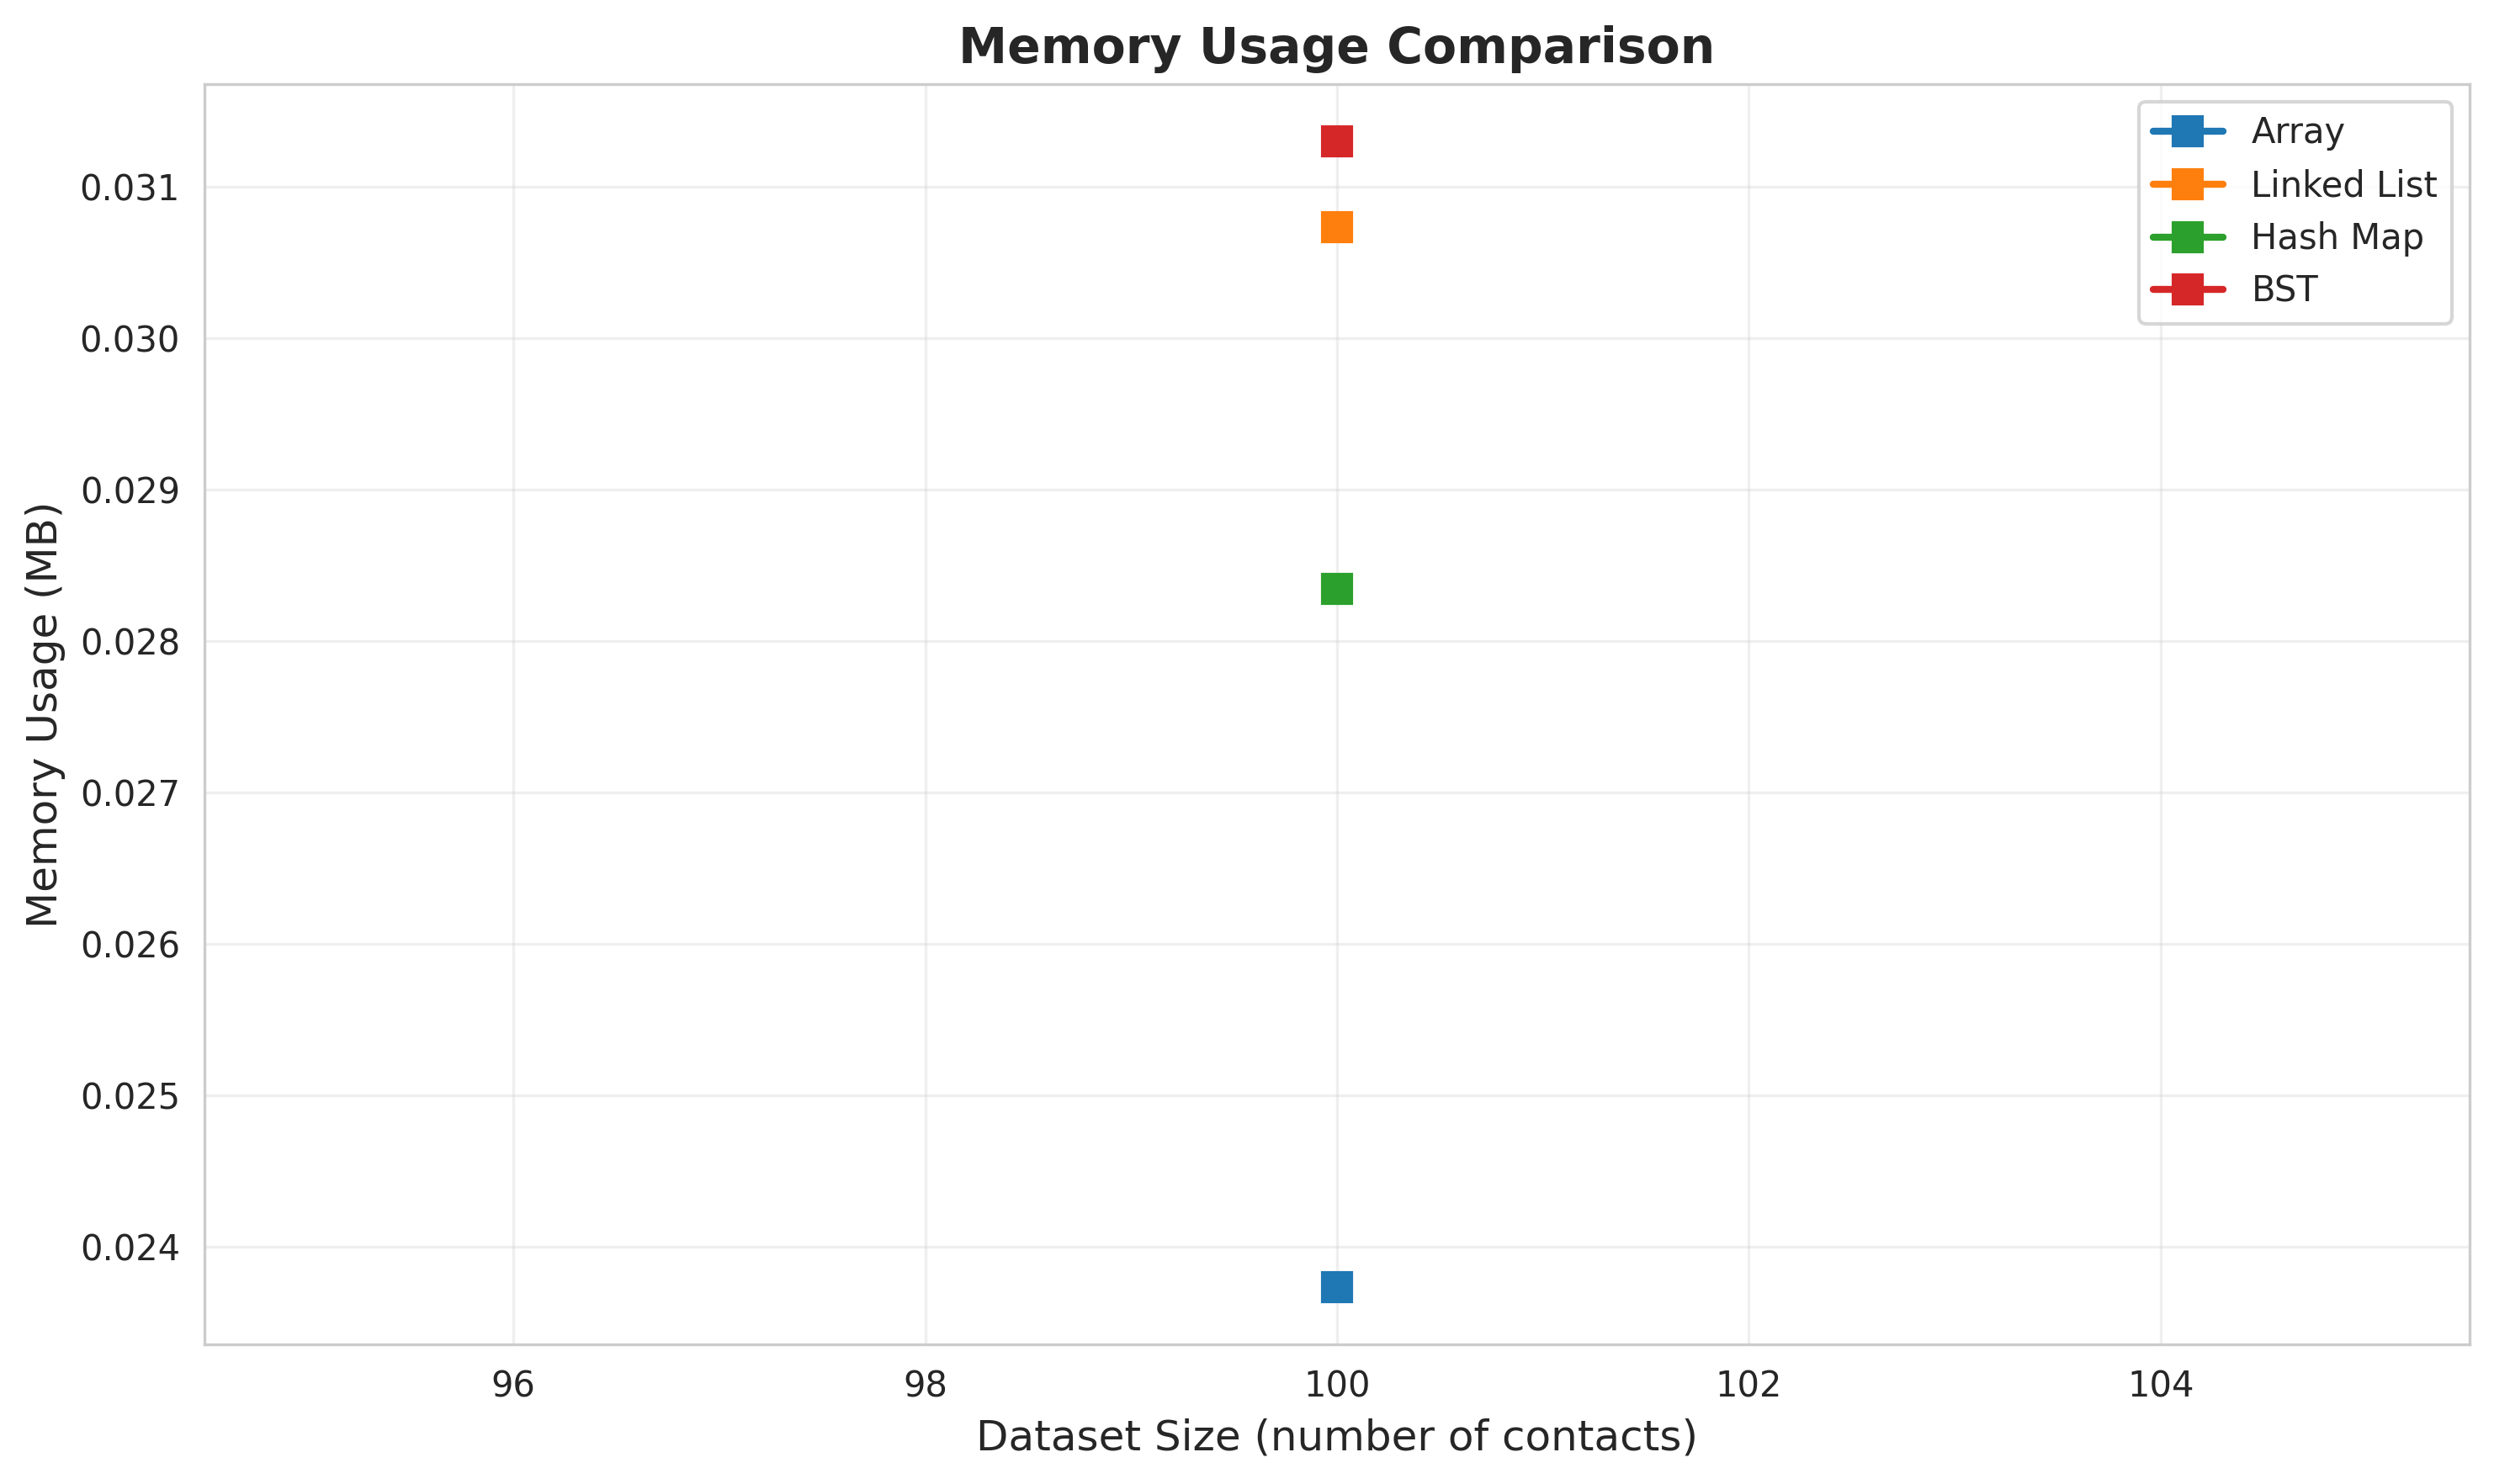 Memory Usage Comparison
Array
Linked List
Hash Map
BST
Memory Usage (MB)
0.031
0.030
0.029
0.028
0.027
0.026
0.025
0.024
96 98 100 102 104
Dataset Size (number of contacts)